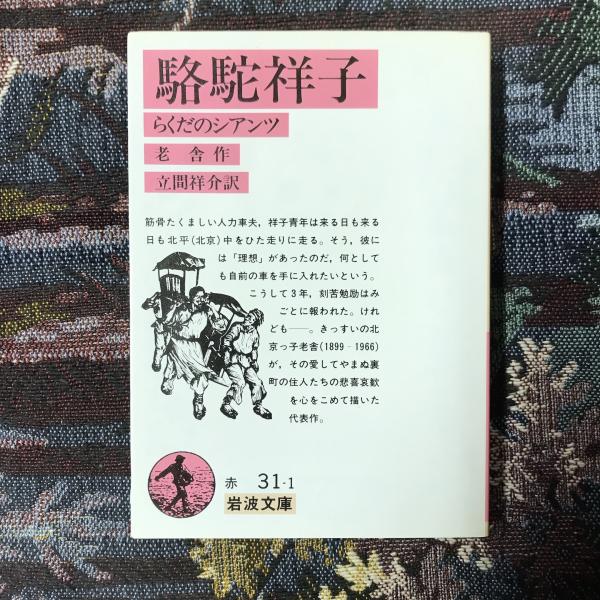 駱駝祥子
らくだのシアンツ
老舎作
立間祥介訳
筋骨たくましい人力車夫，祥子青年は来る日も来る
日も北平(北京)中をひた走りに走る。そう，彼に
は「理想」があったのだ，何として
も自前の車を手に入れたいという。
こうして3年，刻苦勉励はみ
ごとに報われた。けれ
ども──。きっすいの北
京っ子老舎(1899‐1966)
が，その愛してやまぬ裏
町の住人たちの悲喜哀歓
を心をこめて描いた
代表作。
赤 31-1
岩波文庫